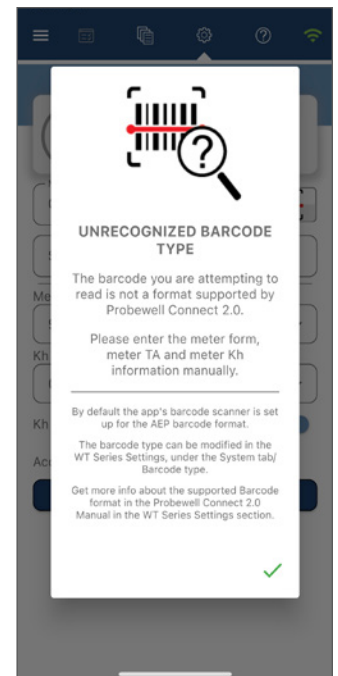 UNRECOGNIZED BARCODE
TYPE
The barcode you are attempting to
read is not a format supported by
Probewell Connect 2.0.
Please enter the meter form,
meter TA and meter Kh
information manually.
By default the app's barcode scanner is set
up for the AEP barcode format.
The barcode type can be modified in the
WT Series Settings, under the System tab/
Barcode type.
Get more info about the supported Barcode
format in the Probewell Connect 2.0
Manual in the WT Series Settings section.
Me
Kh
Kh
Acc